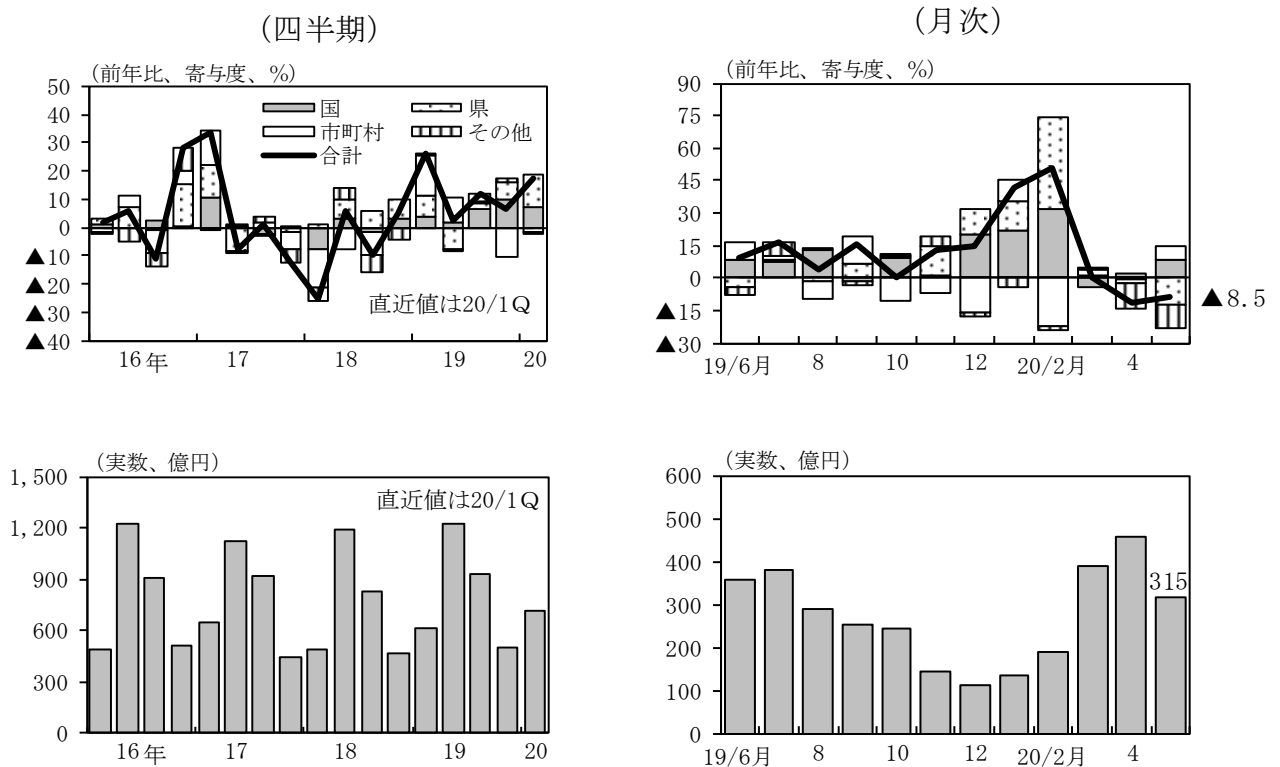 (四半期)
(前年比、寄与度、%)
50
40
30
20
10
0
▲10
▲20
▲30
▲40
国
県
市町村
その他
合計
直近値は20/1Q
16年 17 18 19 20
(月次)
(前年比、寄与度、%)
90
75
60
45
30
15
0
▲15
▲30
▲8.5
19/6月 8 10 12 20/2月 4
(実数、億円)
1,500
1,200
900
600
300
0
直近値は20/1Q
16年 17 18 19 20
(実数、億円)
600
500
400
300
200
100
0
315
19/6月 8 10 12 20/2月 4